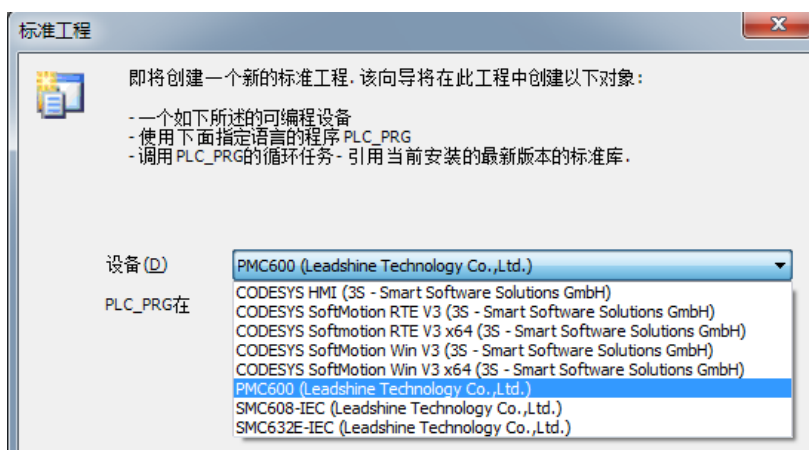 标准工程
即将创建一个新的标准工程.该向导将在此工程中创建以下对象:
-一个如下所述的可编程设备
-使用下面指定语言的程序PLC_PRG
-调用PLC_PRG的循环任务-引用当前安装的最新版本的标准库.
设备(D)
PMC600 (Leadshine Technology Co.,Ltd.)
PLC_PRG在
CODESYS HMI (3S - Smart Software Solutions GmbH)
CODESYS SoftMotion RTE V3 (3S - Smart Software Solutions GmbH)
CODESYS Softmotion RTE V3 x64 (3S - Smart Software Solutions GmbH)
CODESYS SoftMotion Win V3 (3S - Smart Software Solutions GmbH)
CODESYS SoftMotion Win V3 x64 (3S - Smart Software Solutions GmbH)
PMC600 (Leadshine Technology Co.,Ltd.)
SMC608-IEC (Leadshine Technology Co.,Ltd.)
SMC632E-IEC (Leadshine Technology Co.,Ltd.)